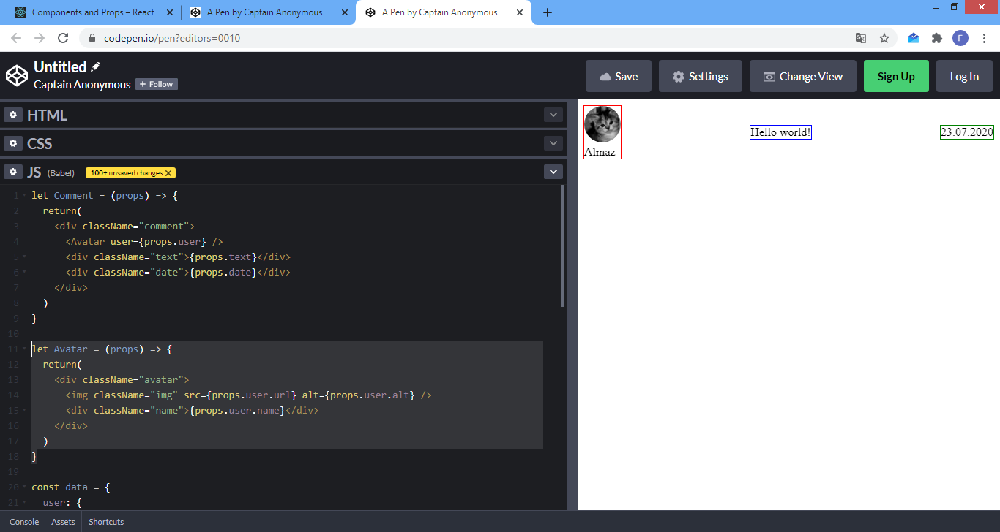 Components and Props – React
A Pen by Captain Anonymous
A Pen by Captain Anonymous
codepen.io/pen?editors=0010
Г
Untitled
Captain Anonymous
+ Follow
Save
Settings
Change View
Sign Up
Log In
HTML
CSS
JS (Babel) 100+ unsaved changes X
1 let Comment = (props) => {
2 return(
3 <div className="comment">
4 <Avatar user={props.user} />
5 <div className="text">{props.text}</div>
6 <div className="date">{props.date}</div>
7 </div>
8 )
9 }
10
11 let Avatar = (props) => {
12 return(
13 <div className="avatar">
14 <img className="img" src={props.user.url} alt={props.user.alt} />
15 <div className="name">{props.user.name}</div>
16 </div>
17 )
18 }
19
20 const data = {
21 user: {
Almaz
Hello world!
23.07.2020
Console
Assets
Shortcuts